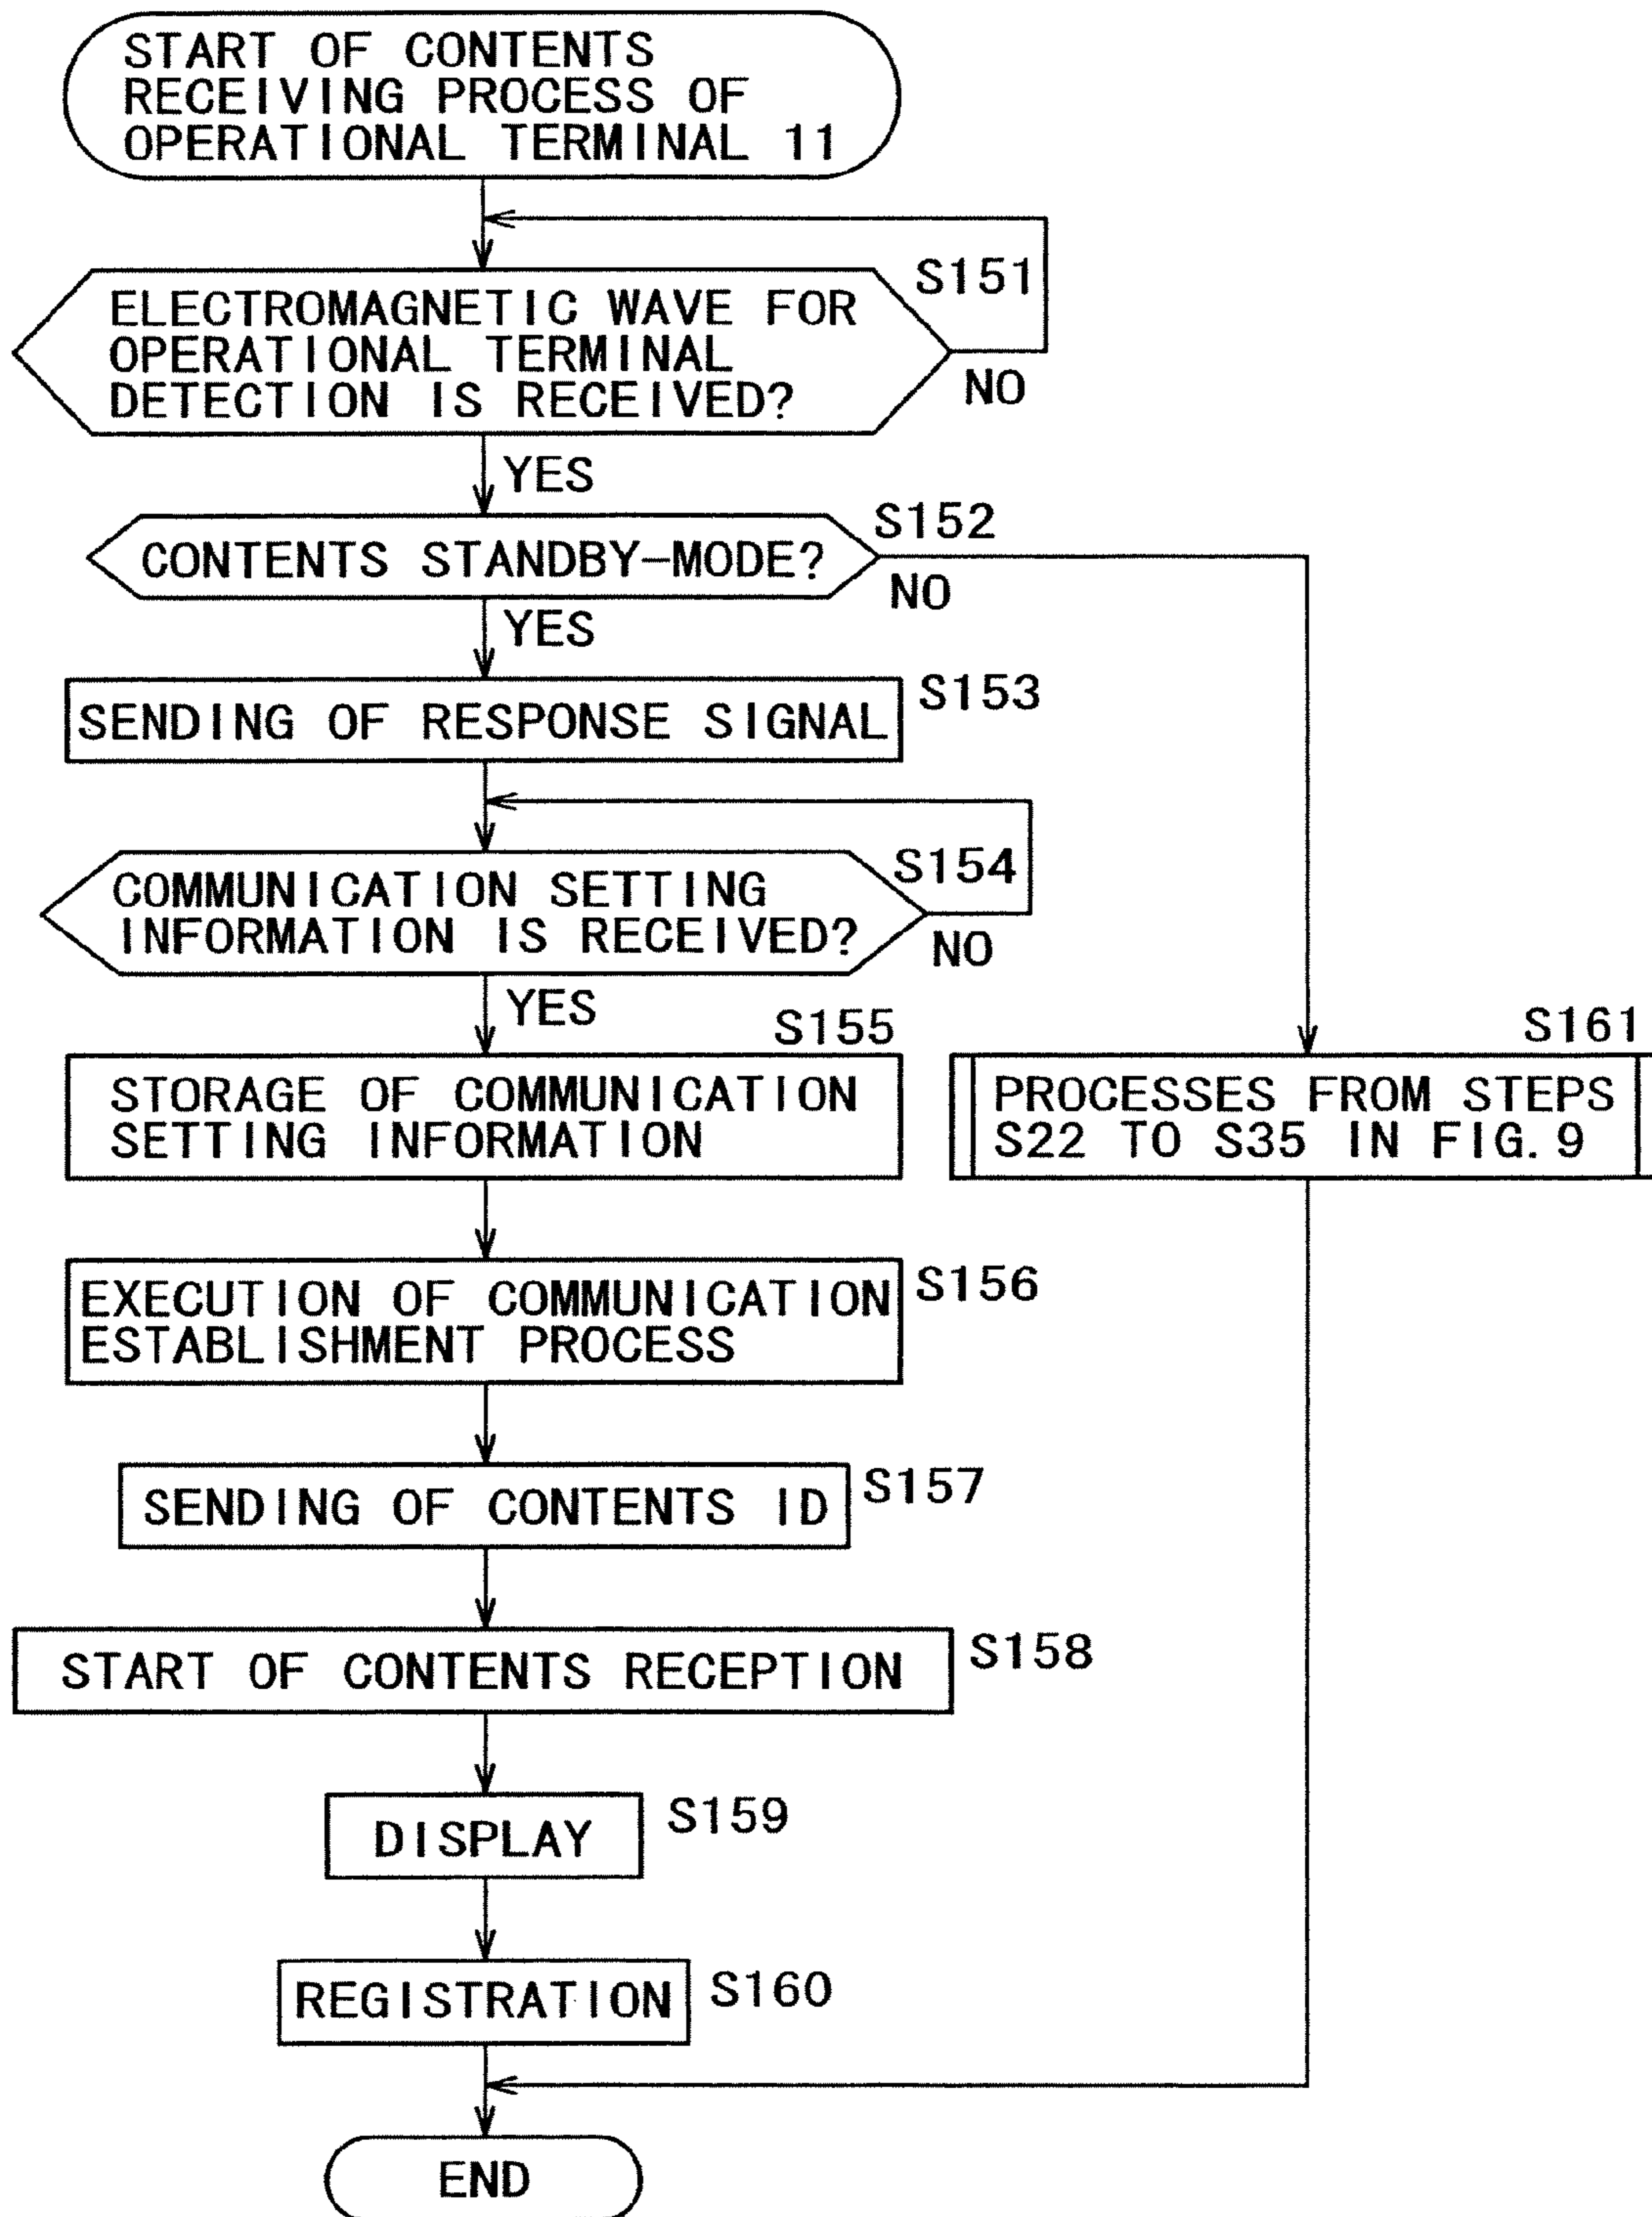 START OF CONTENTS
RECEIVING PROCESS OF
OPERATIONAL TERMINAL 11
S151
ELECTROMAGNETIC WAVE FOR
OPERATIONAL TERMINAL
DETECTION IS RECEIVED?
NO
YES
S152
CONTENTS STANDBY-MODE?
NO
YES
S153
SENDING OF RESPONSE SIGNAL
S154
COMMUNICATION SETTING
INFORMATION IS RECEIVED?
NO
YES
S155
STORAGE OF COMMUNICATION
SETTING INFORMATION
S161
PROCESSES FROM STEPS
S22 TO S35 IN FIG. 9
S156
EXECUTION OF COMMUNICATION
ESTABLISHMENT PROCESS
S157
SENDING OF CONTENTS ID
S158
START OF CONTENTS RECEPTION
S159
DISPLAY
S160
REGISTRATION
END